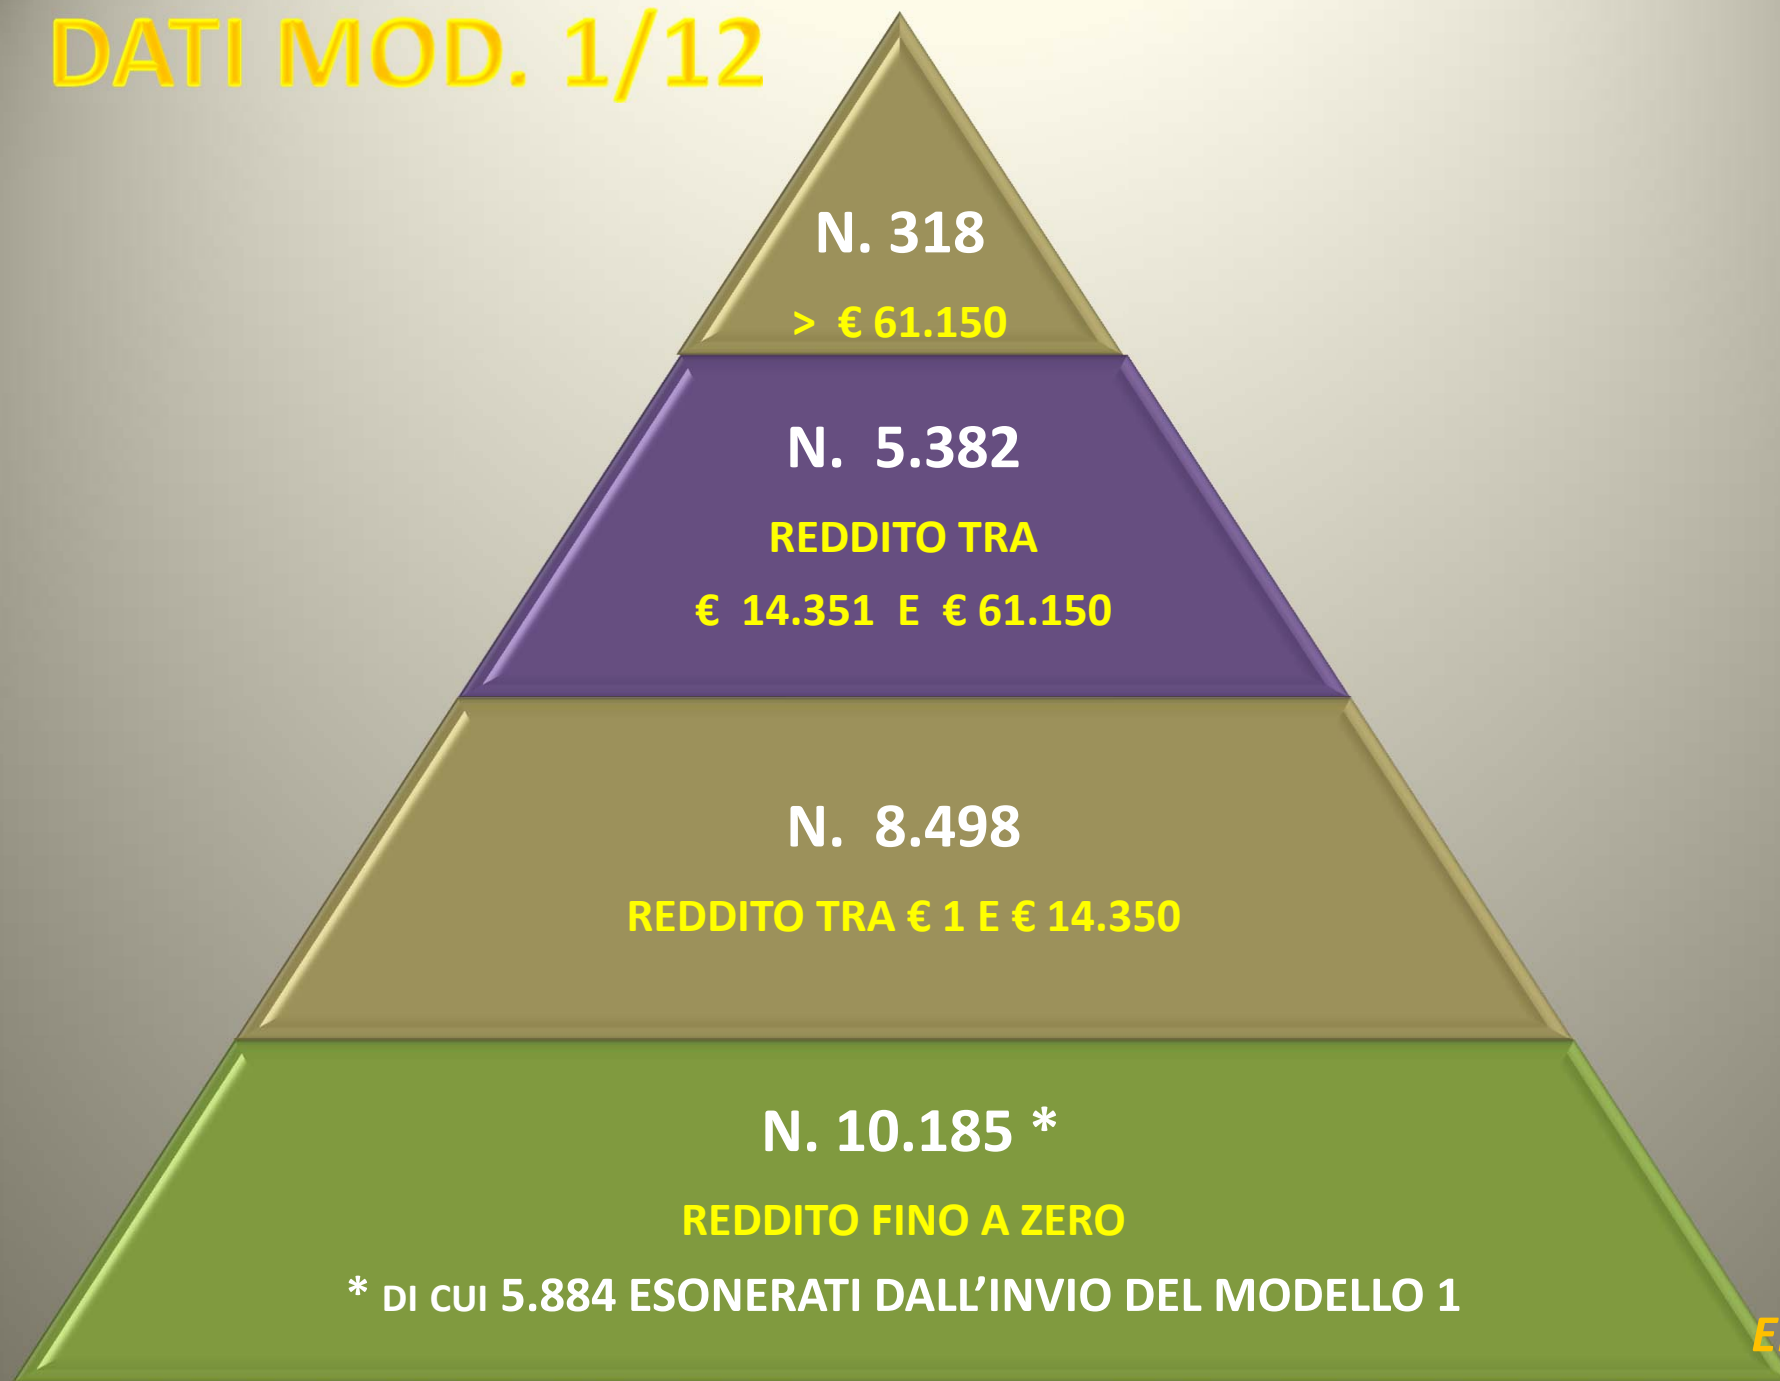 DATI MOD. 1/12
N. 318
> € 61.150
N. 5.382
REDDITO TRA
€ 14.351 E € 61.150
N. 8.498
REDDITO TRA € 1 E € 14.350
N. 10.185 *
REDDITO FINO A ZERO
* DI CUI 5.884 ESONERATI DALL’INVIO DEL MODELLO 1